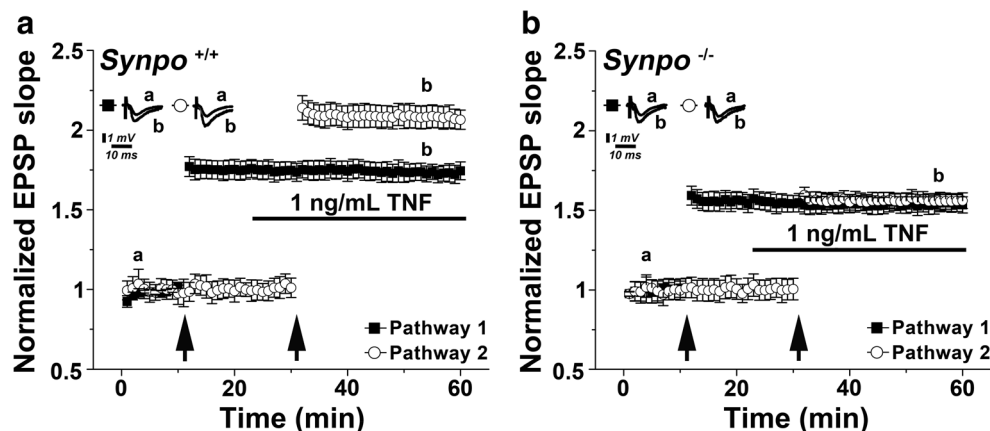 a
Synpo +/+
a
b
a
b
1 mV
10 ms
b
b
1 ng/mL TNF
a
Pathway 1
Pathway 2
Normalized EPSP slope
2.5
2
1.5
1
0.5
0
20
40
60
Time (min)
b
Synpo -/-
a
b
a
b
1 mV
10 ms
b
1 ng/mL TNF
a
Pathway 1
Pathway 2
Normalized EPSP slope
2.5
2
1.5
1
0.5
0
20
40
60
Time (min)